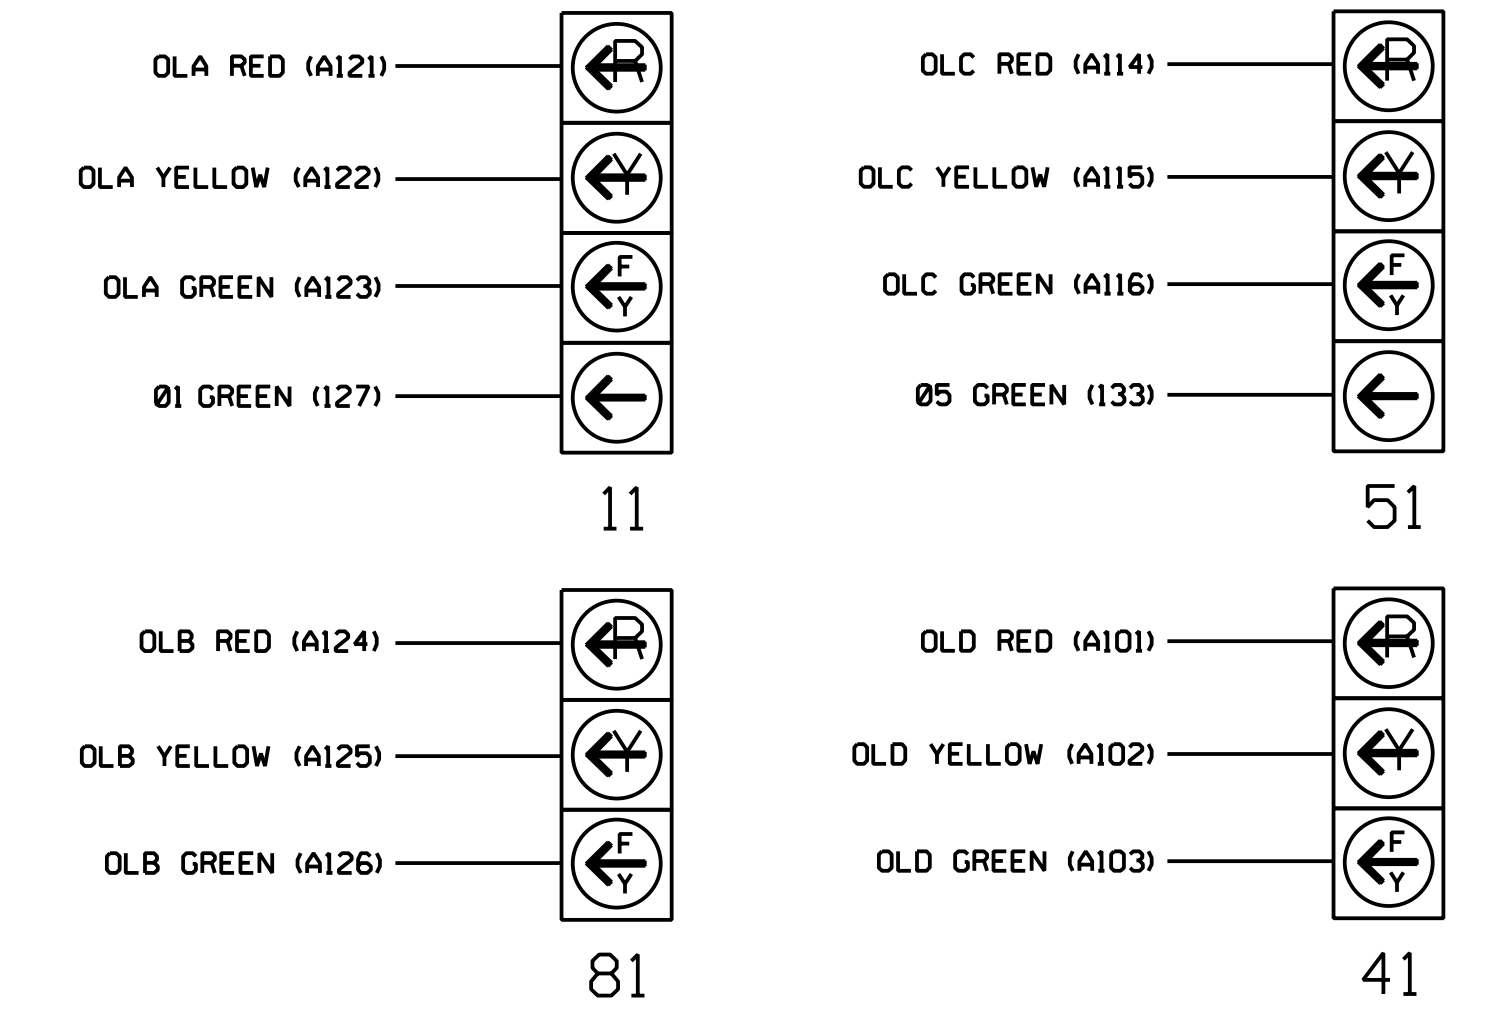 OLA RED (A121)
R
OLA YELLOW (A122)
Y
OLA GREEN (A123)
F
Y
Ø1 GREEN (127)
11
OLC RED (A114)
R
OLC YELLOW (A115)
Y
OLC GREEN (A116)
F
Y
Ø5 GREEN (133)
51
OLB RED (A124)
R
OLB YELLOW (A125)
Y
OLB GREEN (A126)
F
Y
81
OLD RED (A101)
R
OLD YELLOW (A102)
Y
OLD GREEN (A103)
F
Y
41